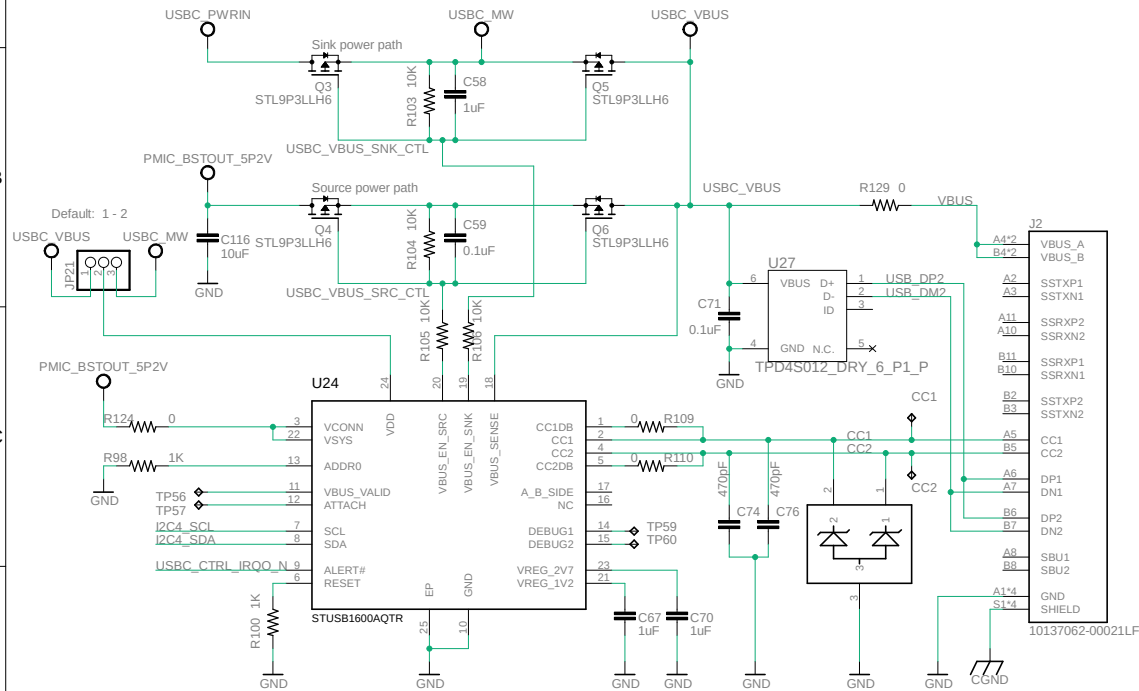 USBC_PWRIN
USBC_MW
USBC_VBUS
Sink power path
Q3
STL9P3LLH6
R103 10K
C58
1uF
Q5
STL9P3LLH6
USBC_VBUS_SNK_CTL
PMIC_BSTOUT_5P2V
Source power path
USBC_VBUS
R129 0
VBUS
Default: 1 - 2
USBC_VBUS
USBC_MW
JP21
1
2
3
C116
10uF
GND
Q4
STL9P3LLH6
R104 10K
C59
0.1uF
Q6
STL9P3LLH6
USBC_VBUS_SRC_CTL
R105 10K
R106 10K
C71
0.1uF
GND
U27
6 VBUS D+ 1 USB_DP2
D- 2 USB_DM2
ID 3
4 GND N.C. 5
TPD4S012_DRY_6_P1_P
J2
A4*2 VBUS_A
B4*2 VBUS_B
A2 SSTXP1
A3 SSTXN1
A11 SSRXP2
A10 SSRXN2
B11 SSRXP1
B10 SSRXN1
B2 SSTXP2
B3 SSTXN2
A5 CC1
B5 CC2
A6 DP1
A7 DN1
B6 DP2
B7 DN2
A8 SBU1
B8 SBU2
A1*4 GND
S1*4 SHIELD
10137062-00021LF
PMIC_BSTOUT_5P2V
U24
24 VDD
20 VBUS_EN_SRC
19 VBUS_EN_SNK
18 VBUS_SENSE
R124 0
3 VCONN
22 VSYS
R98 1K
13 ADDR0
GND
TP56 11 VBUS_VALID
TP57 12 ATTACH
I2C4_SCL 7 SCL
I2C4_SDA 8 SDA
USBC_CTRL_IRQO_N 9 ALERT#
6 RESET
R100 1K
GND
CC1DB 1 0 R109
CC1 2
CC2 4
CC2DB 5 0 R110
A_B_SIDE 17
NC 16
DEBUG1 14 TP59
DEBUG2 15 TP60
VREG_2V7 23
VREG_1V2 21
EP 25
GND 10
STUSB1600AQTR
GND
C67
1uF
GND
C70
1uF
GND
470pF
C74
470pF
C76
GND
CC1
CC1
CC2
CC2
2
1
2
1
3
3
GND
GND
CGND